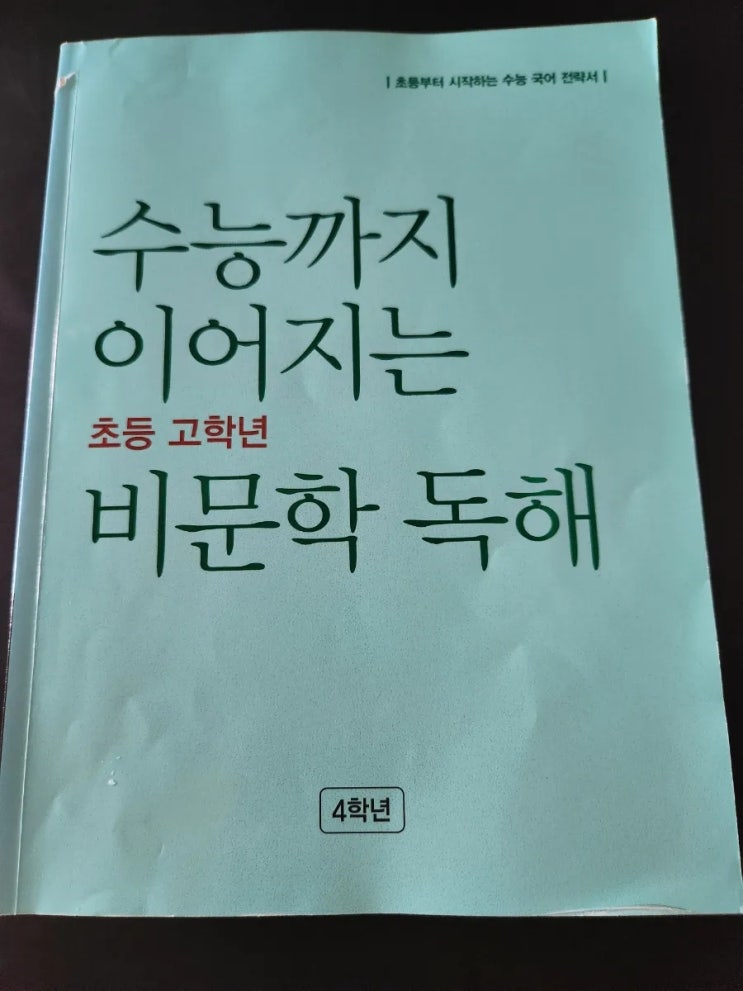 | 초등부터 시작하는 수능 국어 전략서 |
수능까지
이어지는
초등 고학년
비문학 독해
4학년